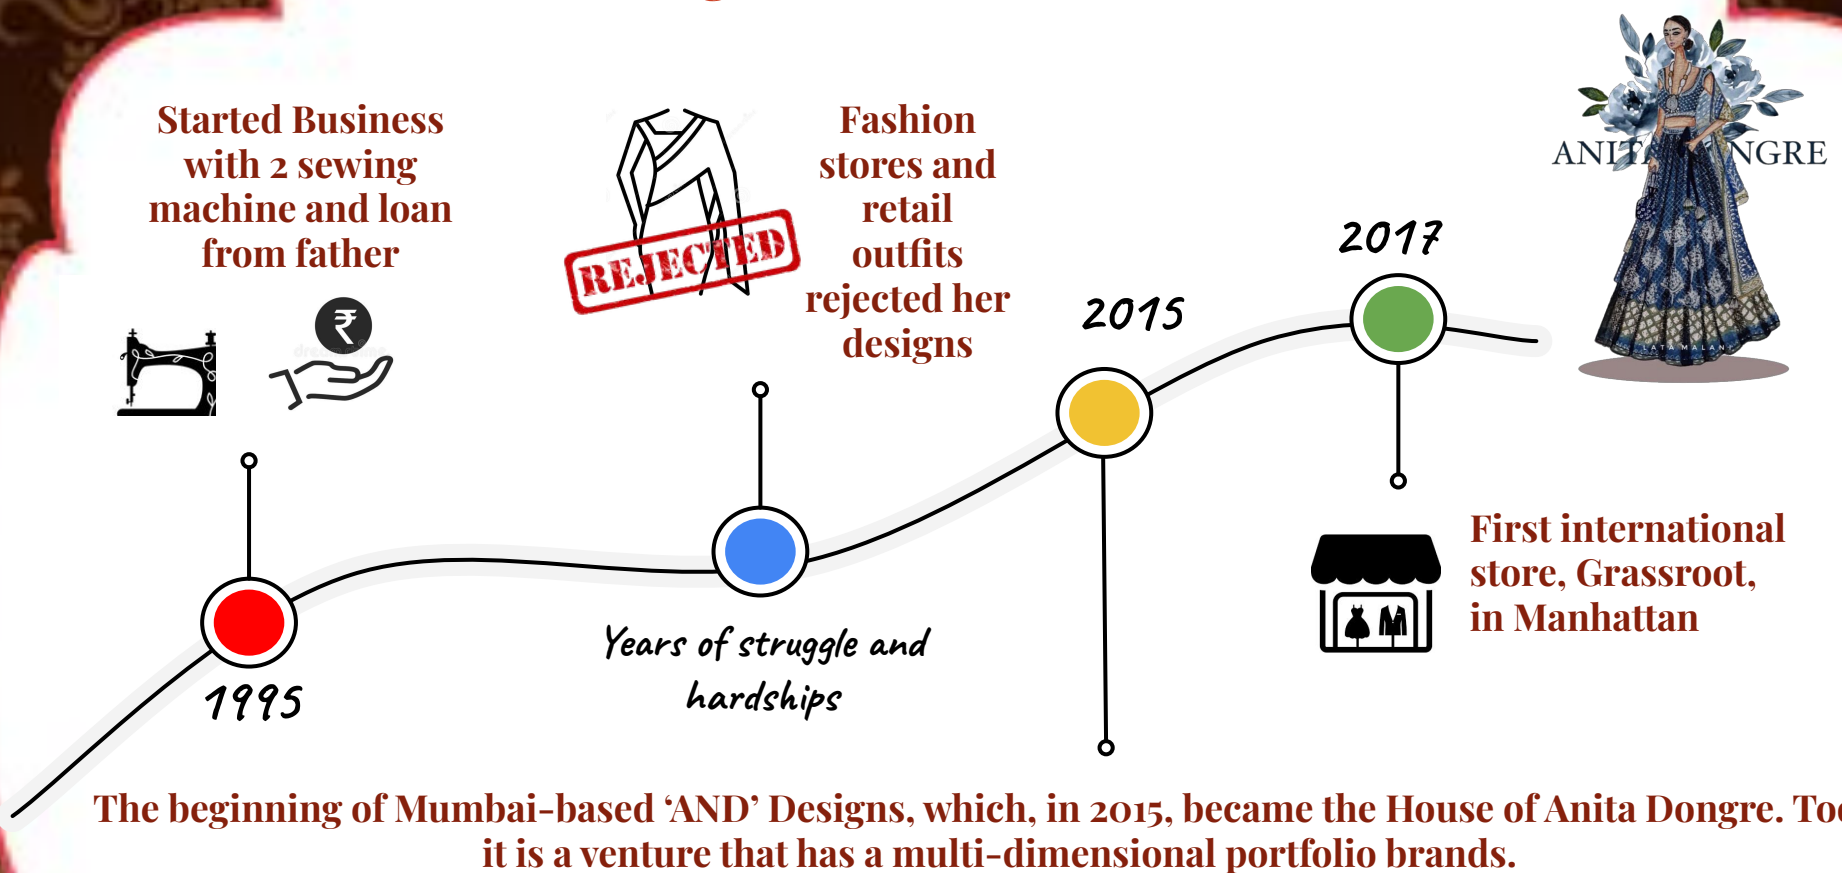 Started Business
with 2 sewing
machine and loan
from father
REJECTED
Fashion
stores and
retail
outfits
rejected her
designs
ANITA NGRE
LATA MALANI
2017
2015
1995
Years of struggle and
hardships
First international
store, Grassroot,
in Manhattan
The beginning of Mumbai-based ‘AND’ Designs, which, in 2015, became the House of Anita Dongre.
it is a venture that has a multi-dimensional portfolio brands.